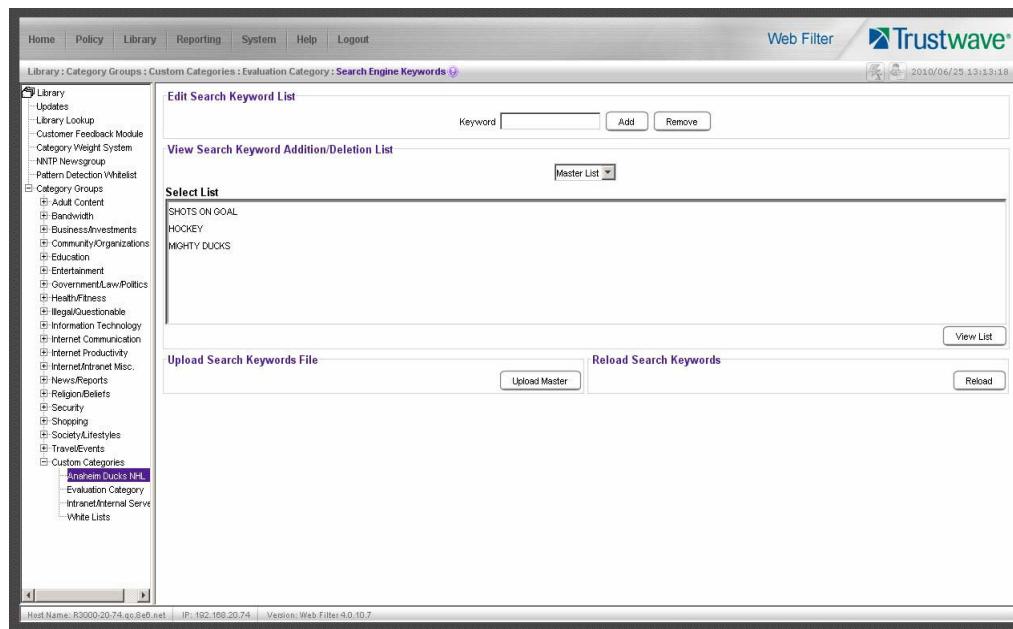 Home Policy Library Reporting System Help Logout
Web Filter
Trustwave®
Library : Category Groups : Custom Categories : Evaluation Category : Search Engine Keywords
2010/06/25 13:13:18
Library
Updates
Library Lookup
Customer Feedback Module
Category Weight System
NNTP Newsgroup
Pattern Detection Whitelist
Category Groups
Adult Content
Bandwidth
Business/Investments
Community/Organizations
Education
Entertainment
Government/Law/Politics
Health/Fitness
Illegal/Questionable
Information Technology
Internet Communication
Internet Productivity
Internet/Intranet Misc.
News/Reports
Religion/Beliefs
Security
Shopping
Society/Lifestyles
Travel/Events
Custom Categories
Anaheim Ducks NHL
Evaluation Category
Intranet/Internal Serve
White Lists
Edit Search Keyword List
Keyword Add Remove
View Search Keyword Addition/Deletion List
Master List
Select List
SHOTS ON GOAL
HOCKEY
MIGHTY DUCKS
View List
Upload Search Keywords File
Upload Master
Reload Search Keywords
Reload
Host Name: R3000-20-74.qc.8e6.net IP: 192.168.20.74 Version: Web Filter 4.0.10.7